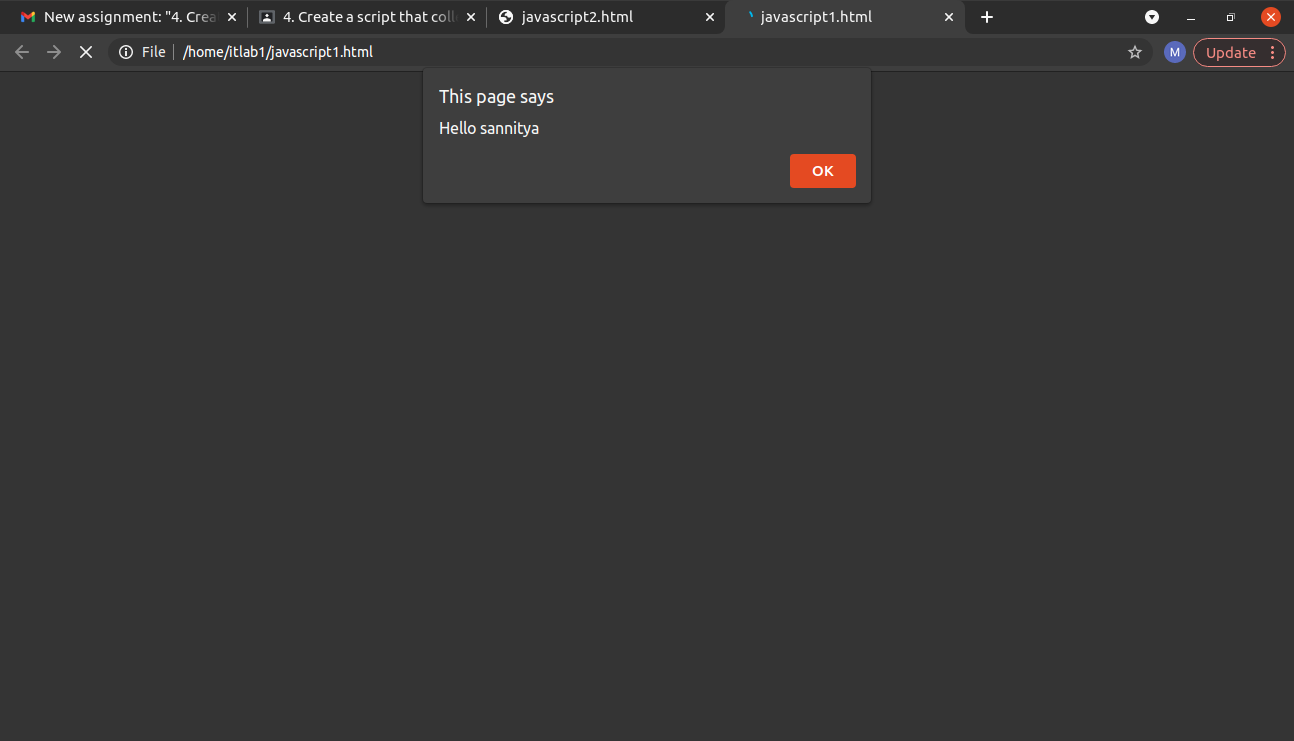 New assignment: "4. Crea
4. Create a script that coll
javascript2.html
javascript1.html
File
/home/itlab1/javascript1.html
M
Update
This page says
Hello sannitya
OK